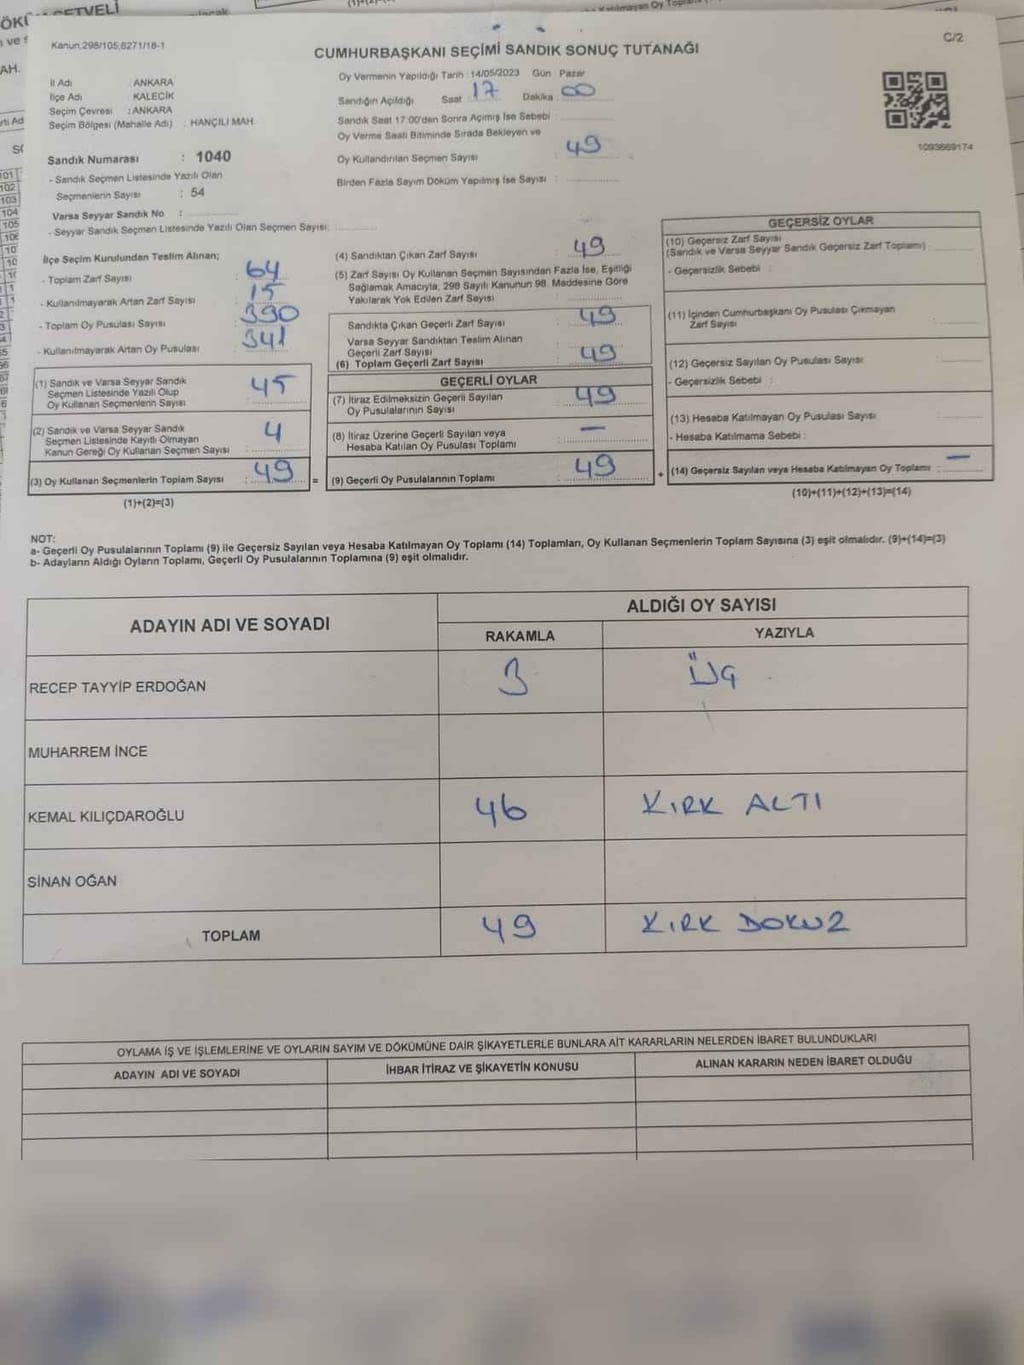 Kanun,298/105,6271/18-1
C/2
CUMHURBAŞKANI SEÇİMİ SANDIK SONUÇ TUTANAĞI
İl Adı : ANKARA
İlçe Adı : KALECİK
Seçim Çevresi : ANKARA
Seçim Bölgesi (Mahalle Adı) : HANÇILI MAH.
Sandık Numarası : 1040
- Sandık Seçmen Listesinde Yazılı Olan
Seçmenlerin Sayısı : 54
Varsa Seyyar Sandık No :
- Seyyar Sandık Seçmen Listesinde Yazılı Olan Seçmen Sayısı:
Oy Vermenin Yapıldığı Tarih : 14/05/2023 Gün : Pazar
Sandığın Açıldığı Saat 17 Dakika 00
Sandık Saat 17:00'den Sonra Açılmış İse Sebebi :
Oy Verme Saati Bitiminde Sırada Bekleyen ve
Oy Kullandırılan Seçmen Sayısı : 49
Birden Fazla Sayım Döküm Yapılmış İse Sayısı :
1093669174
İlçe Seçim Kurulundan Teslim Alınan;
- Toplam Zarf Sayısı : 64
- Kullanılmayarak Artan Zarf Sayısı : 15
- Toplam Oy Pusulası Sayısı : 390
- Kullanılmayarak Artan Oy Pusulası : 341
(1) Sandık ve Varsa Seyyar Sandık
Seçmen Listesinde Yazılı Olup
Oy Kullanan Seçmenlerin Sayısı : 45
(2) Sandık ve Varsa Seyyar Sandık
Seçmen Listesinde Kayıtlı Olmayan
Kanun Gereği Oy Kullanan Seçmen Sayısı : 4
(3) Oy Kullanan Seçmenlerin Toplam Sayısı : 49 =
(1)+(2)=(3)
(4) Sandıktan Çıkan Zarf Sayısı : 49
(5) Zarf Sayısı Oy Kullanan Seçmen Sayısından Fazla İse, Eşitliği
Sağlamak Amacıyla, 298 Sayılı Kanunun 98. Maddesine Göre
Yakılarak Yok Edilen Zarf Sayısı :
Sandıkta Çıkan Geçerli Zarf Sayısı : 49
Varsa Seyyar Sandıktan Teslim Alınan
Geçerli Zarf Sayısı
(6) Toplam Geçerli Zarf Sayısı : 49
GEÇERLİ OYLAR
(7) İtiraz Edilmeksizin Geçerli Sayılan
Oy Pusulalarının Sayısı : 49
(8) İtiraz Üzerine Geçerli Sayılan veya
Hesaba Katılan Oy Pusulası Toplamı : —
(9) Geçerli Oy Pusulalarının Toplamı : 49 +
GEÇERSİZ OYLAR
(10) Geçersiz Zarf Sayısı
(Sandık ve Varsa Seyyar Sandık Geçersiz Zarf Toplamı) :
- Geçersizlik Sebebi :
(11) İçinden Cumhurbaşkanı Oy Pusulası Çıkmayan
Zarf Sayısı :
(12) Geçersiz Sayılan Oy Pusulası Sayısı :
- Geçersizlik Sebebi :
(13) Hesaba Katılmayan Oy Pusulası Sayısı :
- Hesaba Katılmama Sebebi :
(14) Geçersiz Sayılan veya Hesaba Katılmayan Oy Toplamı : —
(10)+(11)+(12)+(13)=(14)
NOT:
a- Geçerli Oy Pusulalarının Toplamı (9) ile Geçersiz Sayılan veya Hesaba Katılmayan Oy Toplamı (14) Toplamları, Oy Kullanan Seçmenlerin Toplam Sayısına (3) eşit olmalıdır. (9)+(14)=(3)
b- Adayların Aldığı Oyların Toplamı, Geçerli Oy Pusulalarının Toplamına (9) eşit olmalıdır.
ADAYIN ADI VE SOYADI
ALDIĞI OY SAYISI
RAKAMLA YAZIYLA
RECEP TAYYİP ERDOĞAN 3 ÜÇ
MUHARREM İNCE
KEMAL KILIÇDAROĞLU 46 KIRK ALTI
SİNAN OĞAN
TOPLAM 49 KIRK DOKUZ
OYLAMA İŞ VE İŞLEMLERİNE VE OYLARIN SAYIM VE DÖKÜMÜNE DAİR ŞİKAYETLERLE BUNLARA AİT KARARLARIN NELERDEN İBARET BULUNDUKLARI
ADAYIN ADI VE SOYADI İHBAR İTİRAZ VE ŞİKAYETİN KONUSU ALINAN KARARIN NEDEN İBARET OLDUĞU